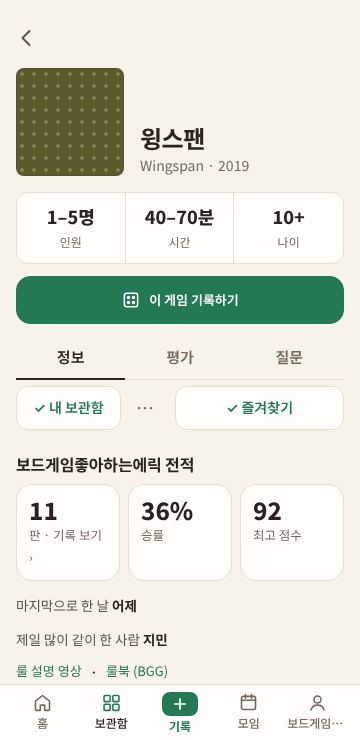 윙스팬
Wingspan · 2019
1–5명
인원
40–70분
시간
10+
나이
이 게임 기록하기
정보
평가
질문
✓ 내 보관함
···
✓ 즐겨찾기
보드게임좋아하는에릭 전적
11
판 · 기록 보기
›
36%
승률
92
최고 점수
마지막으로 한 날 어제
제일 많이 같이 한 사람 지민
룰 설명 영상 · 룰북 (BGG)
홈
보관함
기록
모임
보드게임…